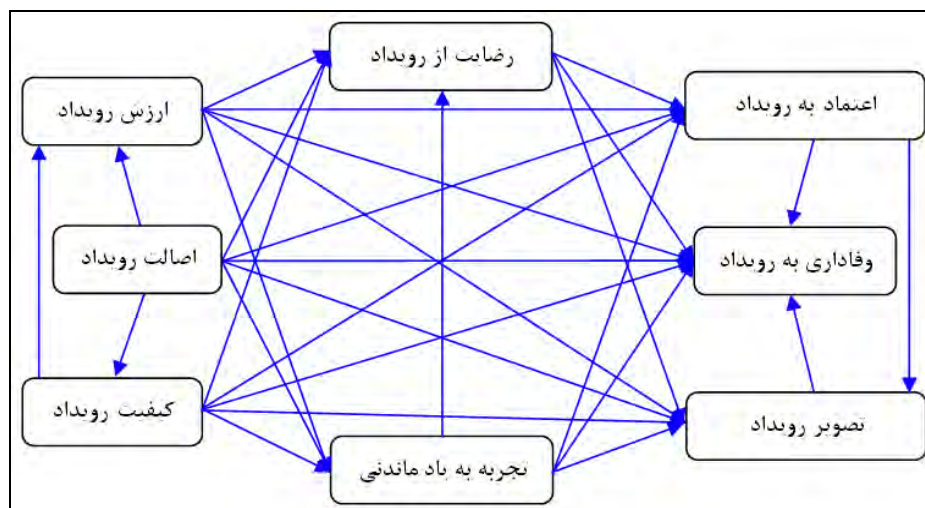 رضایت از رویداد
ارزش رویداد
اعتماد به رویداد
اصالت رویداد
وفاداری به رویداد
کیفیت رویداد
تصویر رویداد
تجربه به یاد ماندنی